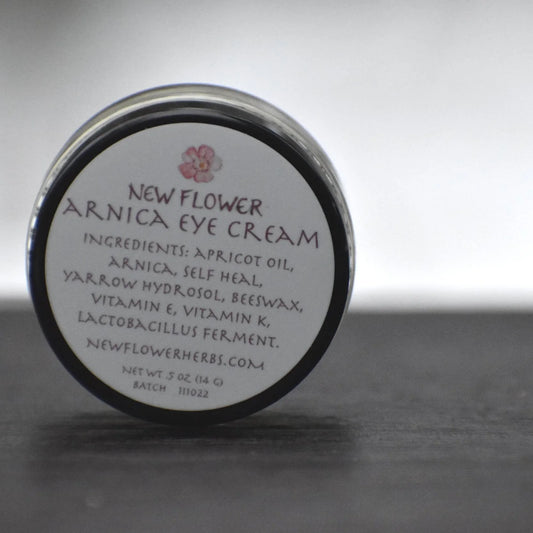 NEW FLOWER
ARNICA EYE CREAM
INGREDIENTS: APRICOT OIL,
ARNICA, SELF HEAL,
YARROW HYDROSOL, BEESWAX,
VITAMIN E, VITAMIN K,
LACTOBACILLUS FERMENT.
NEWFLOWERHERBS.COM
NET WT .5 OZ (14 G)
BATCH 111022